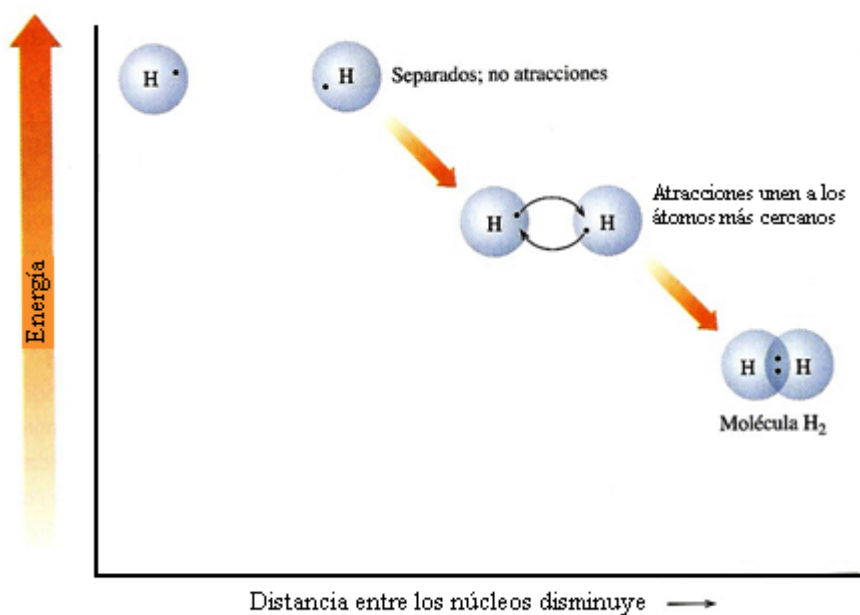 H
H
Separados; no atracciones
H
H
Atracciones unen a los
átomos más cercanos
Energía
H
H
Molécula H₂
Distancia entre los núcleos disminuye